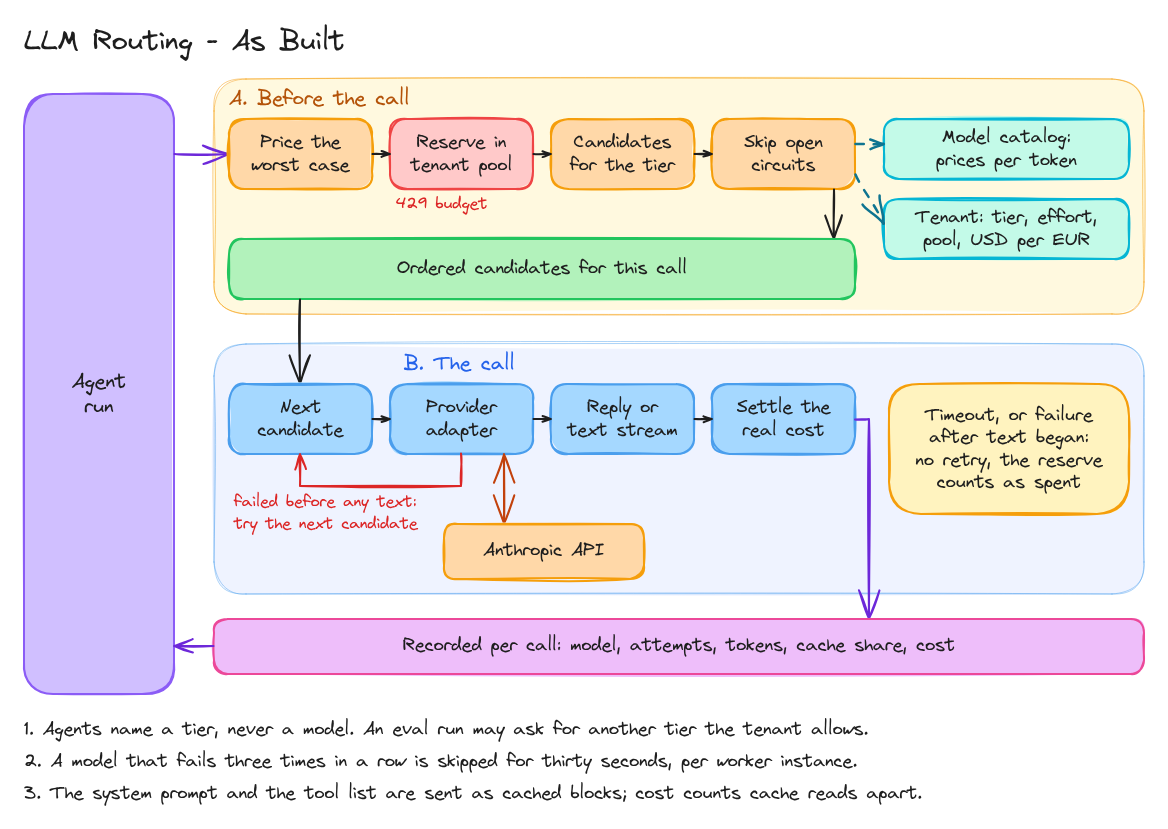 LLM Routing - As Built
A. Before the call
Price the
worst case
Reserve in
tenant pool
Candidates
for the tier
Skip open
circuits
Model catalog:
prices per token
429 budget
Tenant: tier, effort,
pool, USD per EUR
Ordered candidates for this call
Agent
run
B. The call
Next
candidate
Provider
adapter
Reply or
text stream
Settle the
real cost
Timeout, or failure
after text began:
no retry, the reserve
counts as spent
failed before any text:
try the next candidate
Anthropic API
Recorded per call: model, attempts, tokens, cache share, cost
1. Agents name a tier, never a model. An eval run may ask for another tier the tenant allows.
2. A model that fails three times in a row is skipped for thirty seconds, per worker instance.
3. The system prompt and the tool list are sent as cached blocks; cost counts cache reads apart.